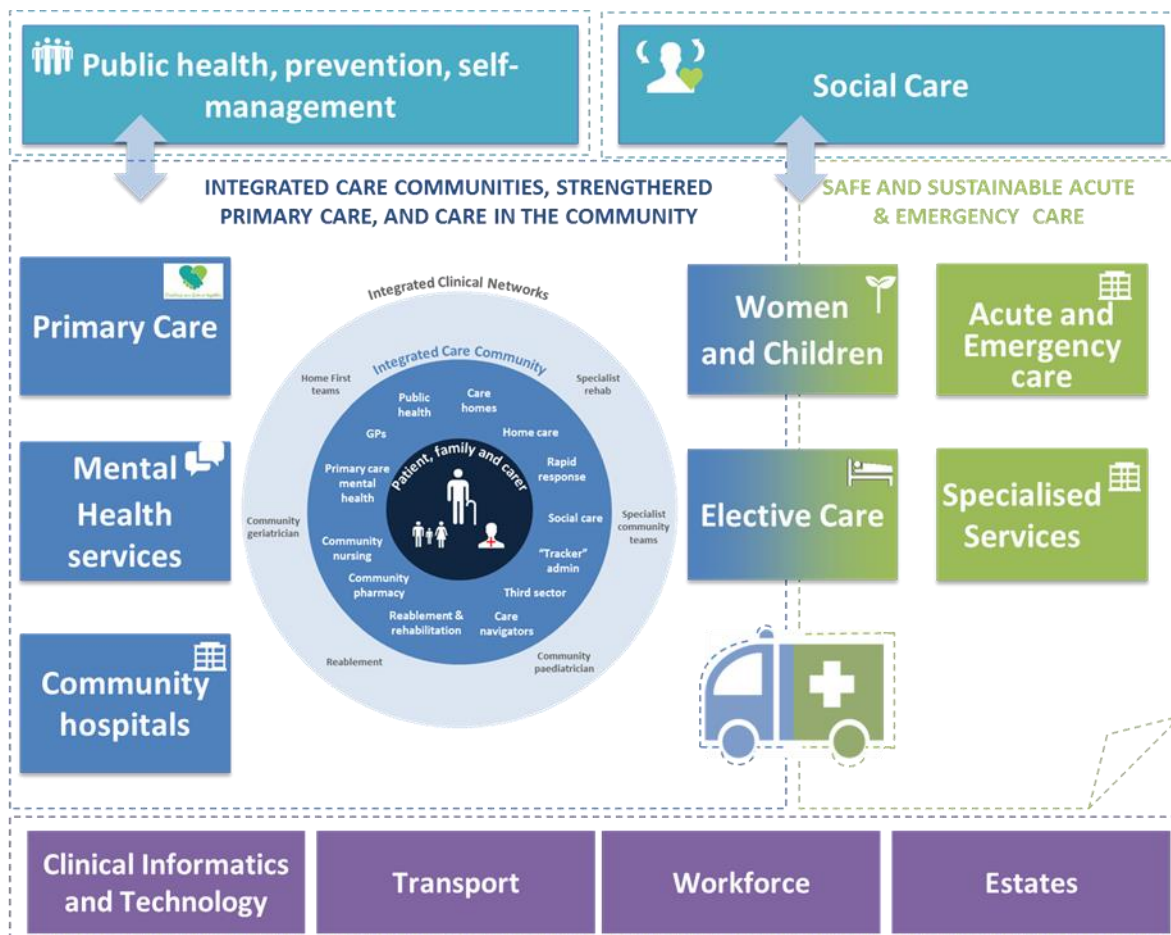 Public health, prevention, self-
management
Social Care
INTEGRATED CARE COMMUNITIES, STRENGTHERED
PRIMARY CARE, AND CARE IN THE COMMUNITY
SAFE AND SUSTAINABLE ACUTE
& EMERGENCY CARE
Primary Care
Mental
Health
services
Community
hospitals
Integrated Clinical Networks
Integrated Care Community
Home First
teams
Specialist
rehab
Community
geriatrician
Specialist
community
teams
Reablement
Community
paediatrician
Public
health
Care
homes
GPs
Home care
Primary care
mental
health
Rapid
response
Social care
Community
nursing
"Tracker"
admin
Community
pharmacy
Third sector
Reablement &
rehabilitation
Care
navigators
Patient, family and carer
Women
and Children
Elective Care
Acute and
Emergency
care
Specialised
Services
Clinical Informatics
and Technology
Transport
Workforce
Estates